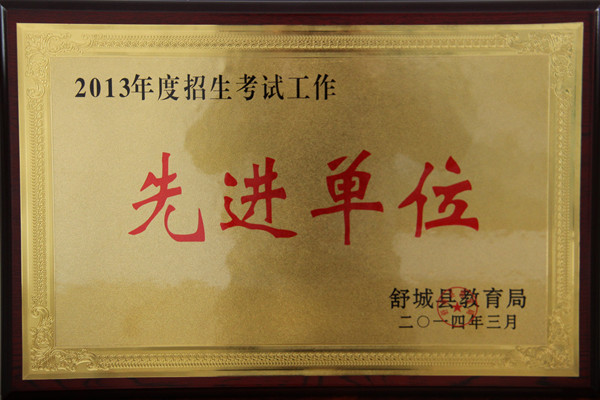 2013年度招生考试工作
先进单位
舒城县教育局
二〇一四年三月